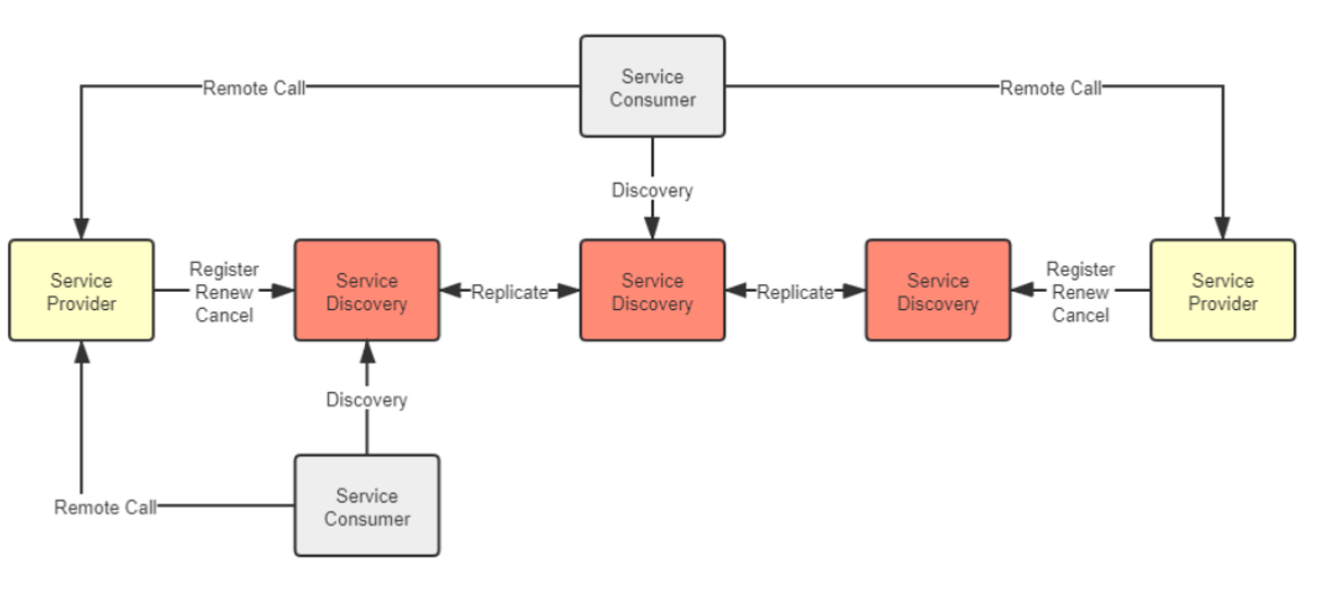 Service
Consumer
Remote Call
Remote Call
Discovery
Service
Provider
Register
Renew
Cancel
Service
Discovery
Replicate
Service
Discovery
Replicate
Service
Discovery
Register
Renew
Cancel
Service
Provider
Discovery
Remote Call
Service
Consumer